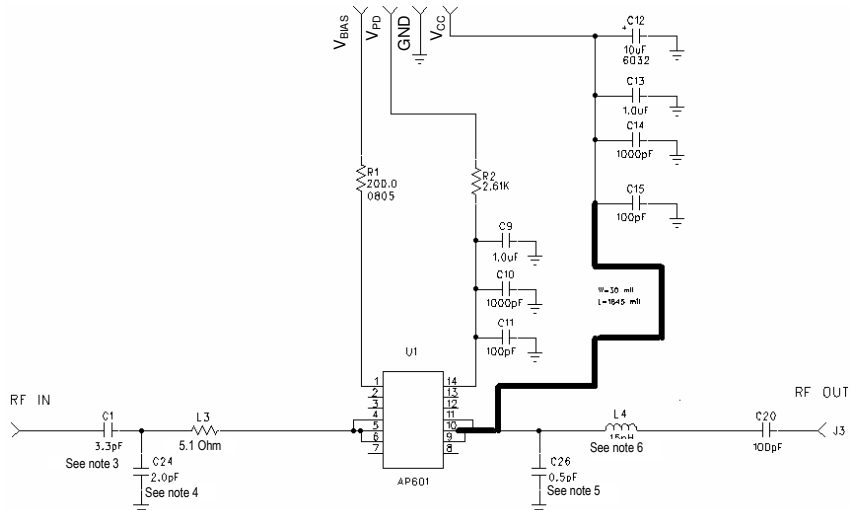 VBIAS
VPD
GND
VCC
C12
+
10uF
6032
C13
1.0uF
C14
1000pF
C15
100pF
R1
200.0
0805
R2
2.61K
C9
1.0uF
C10
1000pF
C11
100pF
W=30 mil
L=1845 mil
U1
1
2
3
4
5
6
7
14
13
12
11
10
9
8
AP601
RF IN
C1
3.3pF
See note 3
C24
2.0pF
See note 4
L3
5.1 Ohm
RF OUT
L4
15nH
See note 6
C26
0.5pF
See note 5
C20
100pF
J3